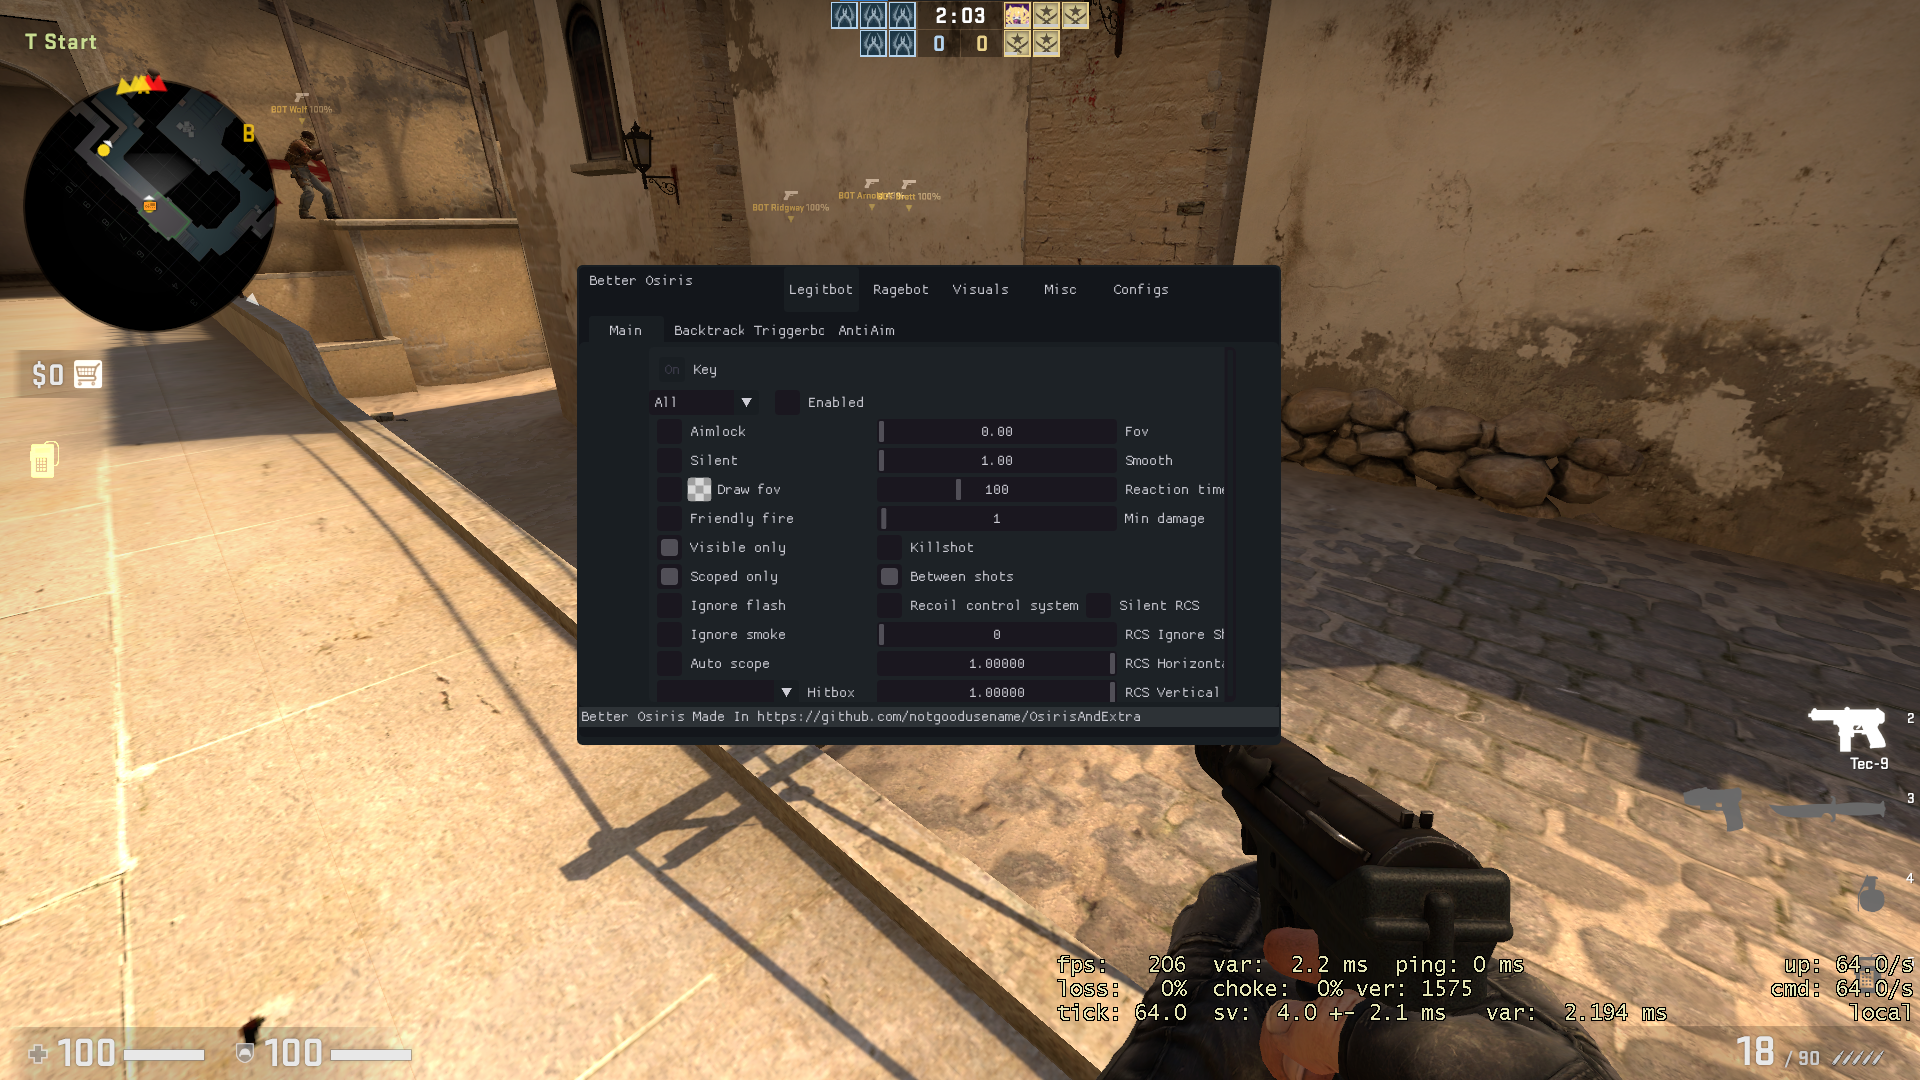 2:03
0 0
T Start
B
BOT Wolf 100%
BOT Ridgway 100%
100%
$0
Better Osiris
Legitbot Ragebot Visuals Misc Configs
Main Backtrack Triggerbo AntiAim
On Key
All Enabled
Aimlock 0.00 Fov
Silent 1.00 Smooth
Draw fov 100 Reaction time
Friendly fire 1 Min damage
Visible only Killshot
Scoped only Between shots
Ignore flash Recoil control system Silent RCS
Ignore smoke 0 RCS Ignore Sh
Auto scope 1.00000 RCS Horizonta
Hitbox 1.00000 RCS Vertical
Better Osiris Made In https://github.com/notgoodusename/OsirisAndExtra
2
Tec-9
3
4
fps: 206 var: 2.2 ms ping: 0 ms up: 64.0/s
loss: 0% choke: 0% ver: 1575 cmd: 64.0/s
tick: 64.0 sv: 4.0 +- 2.1 ms var: 2.194 ms local
100 100 18 / 90